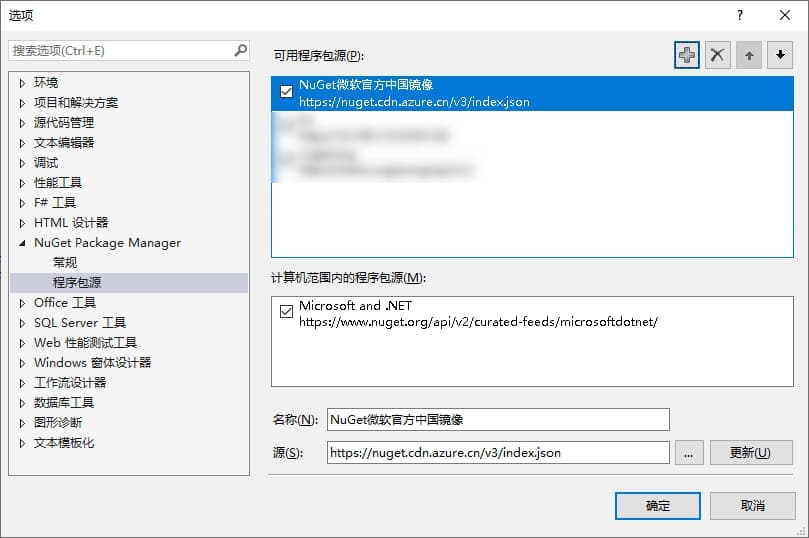 选项
?
搜索选项(Ctrl+E)
环境
项目和解决方案
源代码管理
文本编辑器
调试
性能工具
F# 工具
HTML 设计器
NuGet Package Manager
常规
程序包源
Office 工具
SQL Server 工具
Web 性能测试工具
Windows 窗体设计器
工作流设计器
数据库工具
图形诊断
文本模板化
可用程序包源(P):
NuGet微软官方中国镜像
https://nuget.cdn.azure.cn/v3/index.json
计算机范围内的程序包源(M):
Microsoft and .NET
https://www.nuget.org/api/v2/curated-feeds/microsoftdotnet/
名称(N): NuGet微软官方中国镜像
源(S): https://nuget.cdn.azure.cn/v3/index.json ... 更新(U)
确定 取消